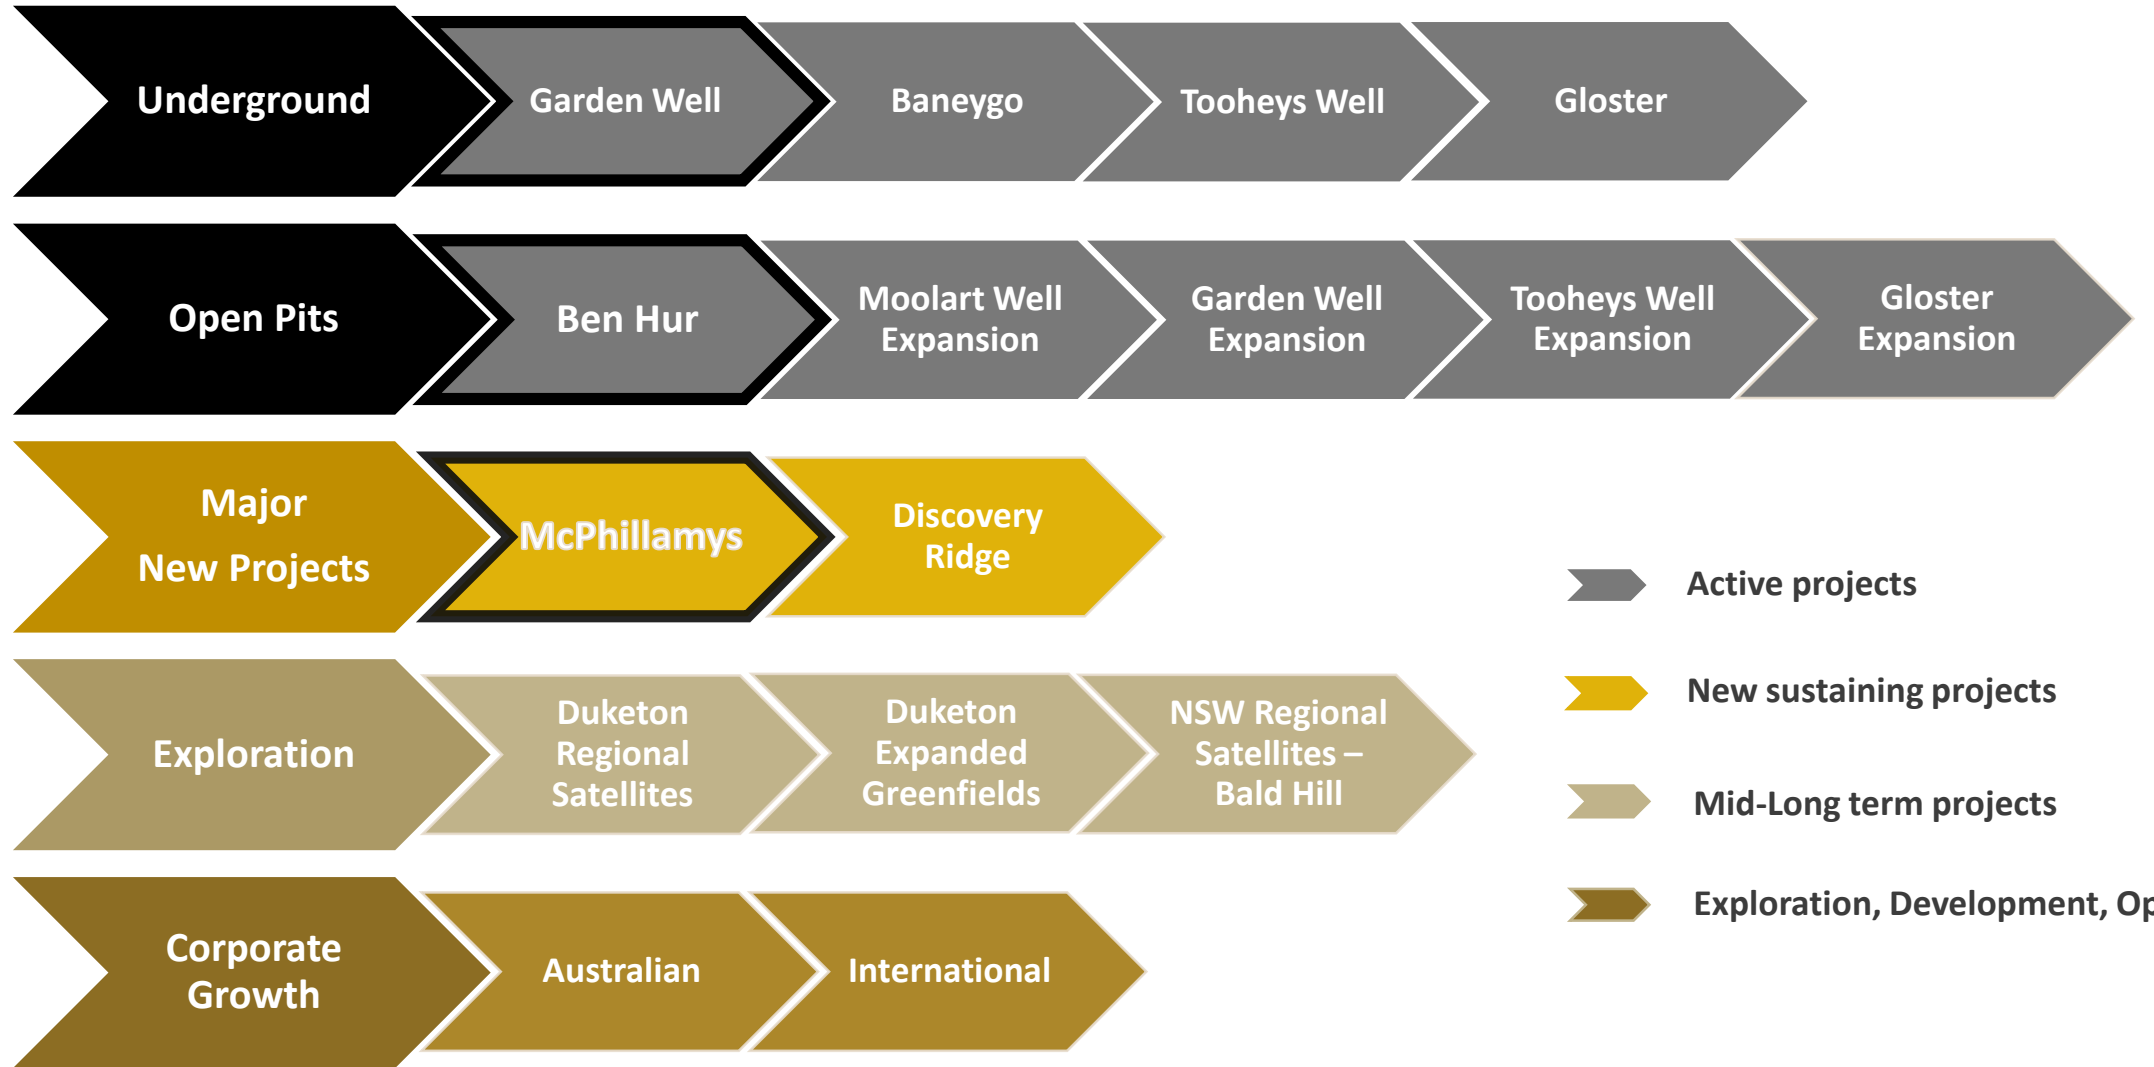 Underground
Garden Well
Baneygo
Tooheys Well
Gloster
Open Pits
Ben Hur
Moolart Well
Expansion
Garden Well
Expansion
Tooheys Well
Expansion
Gloster
Expansion
Major
New Projects
McPhillamys
Discovery
Ridge
Exploration
Duketon
Regional
Satellites
Duketon
Expanded
Greenfields
NSW Regional
Satellites –
Bald Hill
Corporate
Growth
Australian
International
Active projects
New sustaining projects
Mid-Long term projects
Exploration, Development, Op